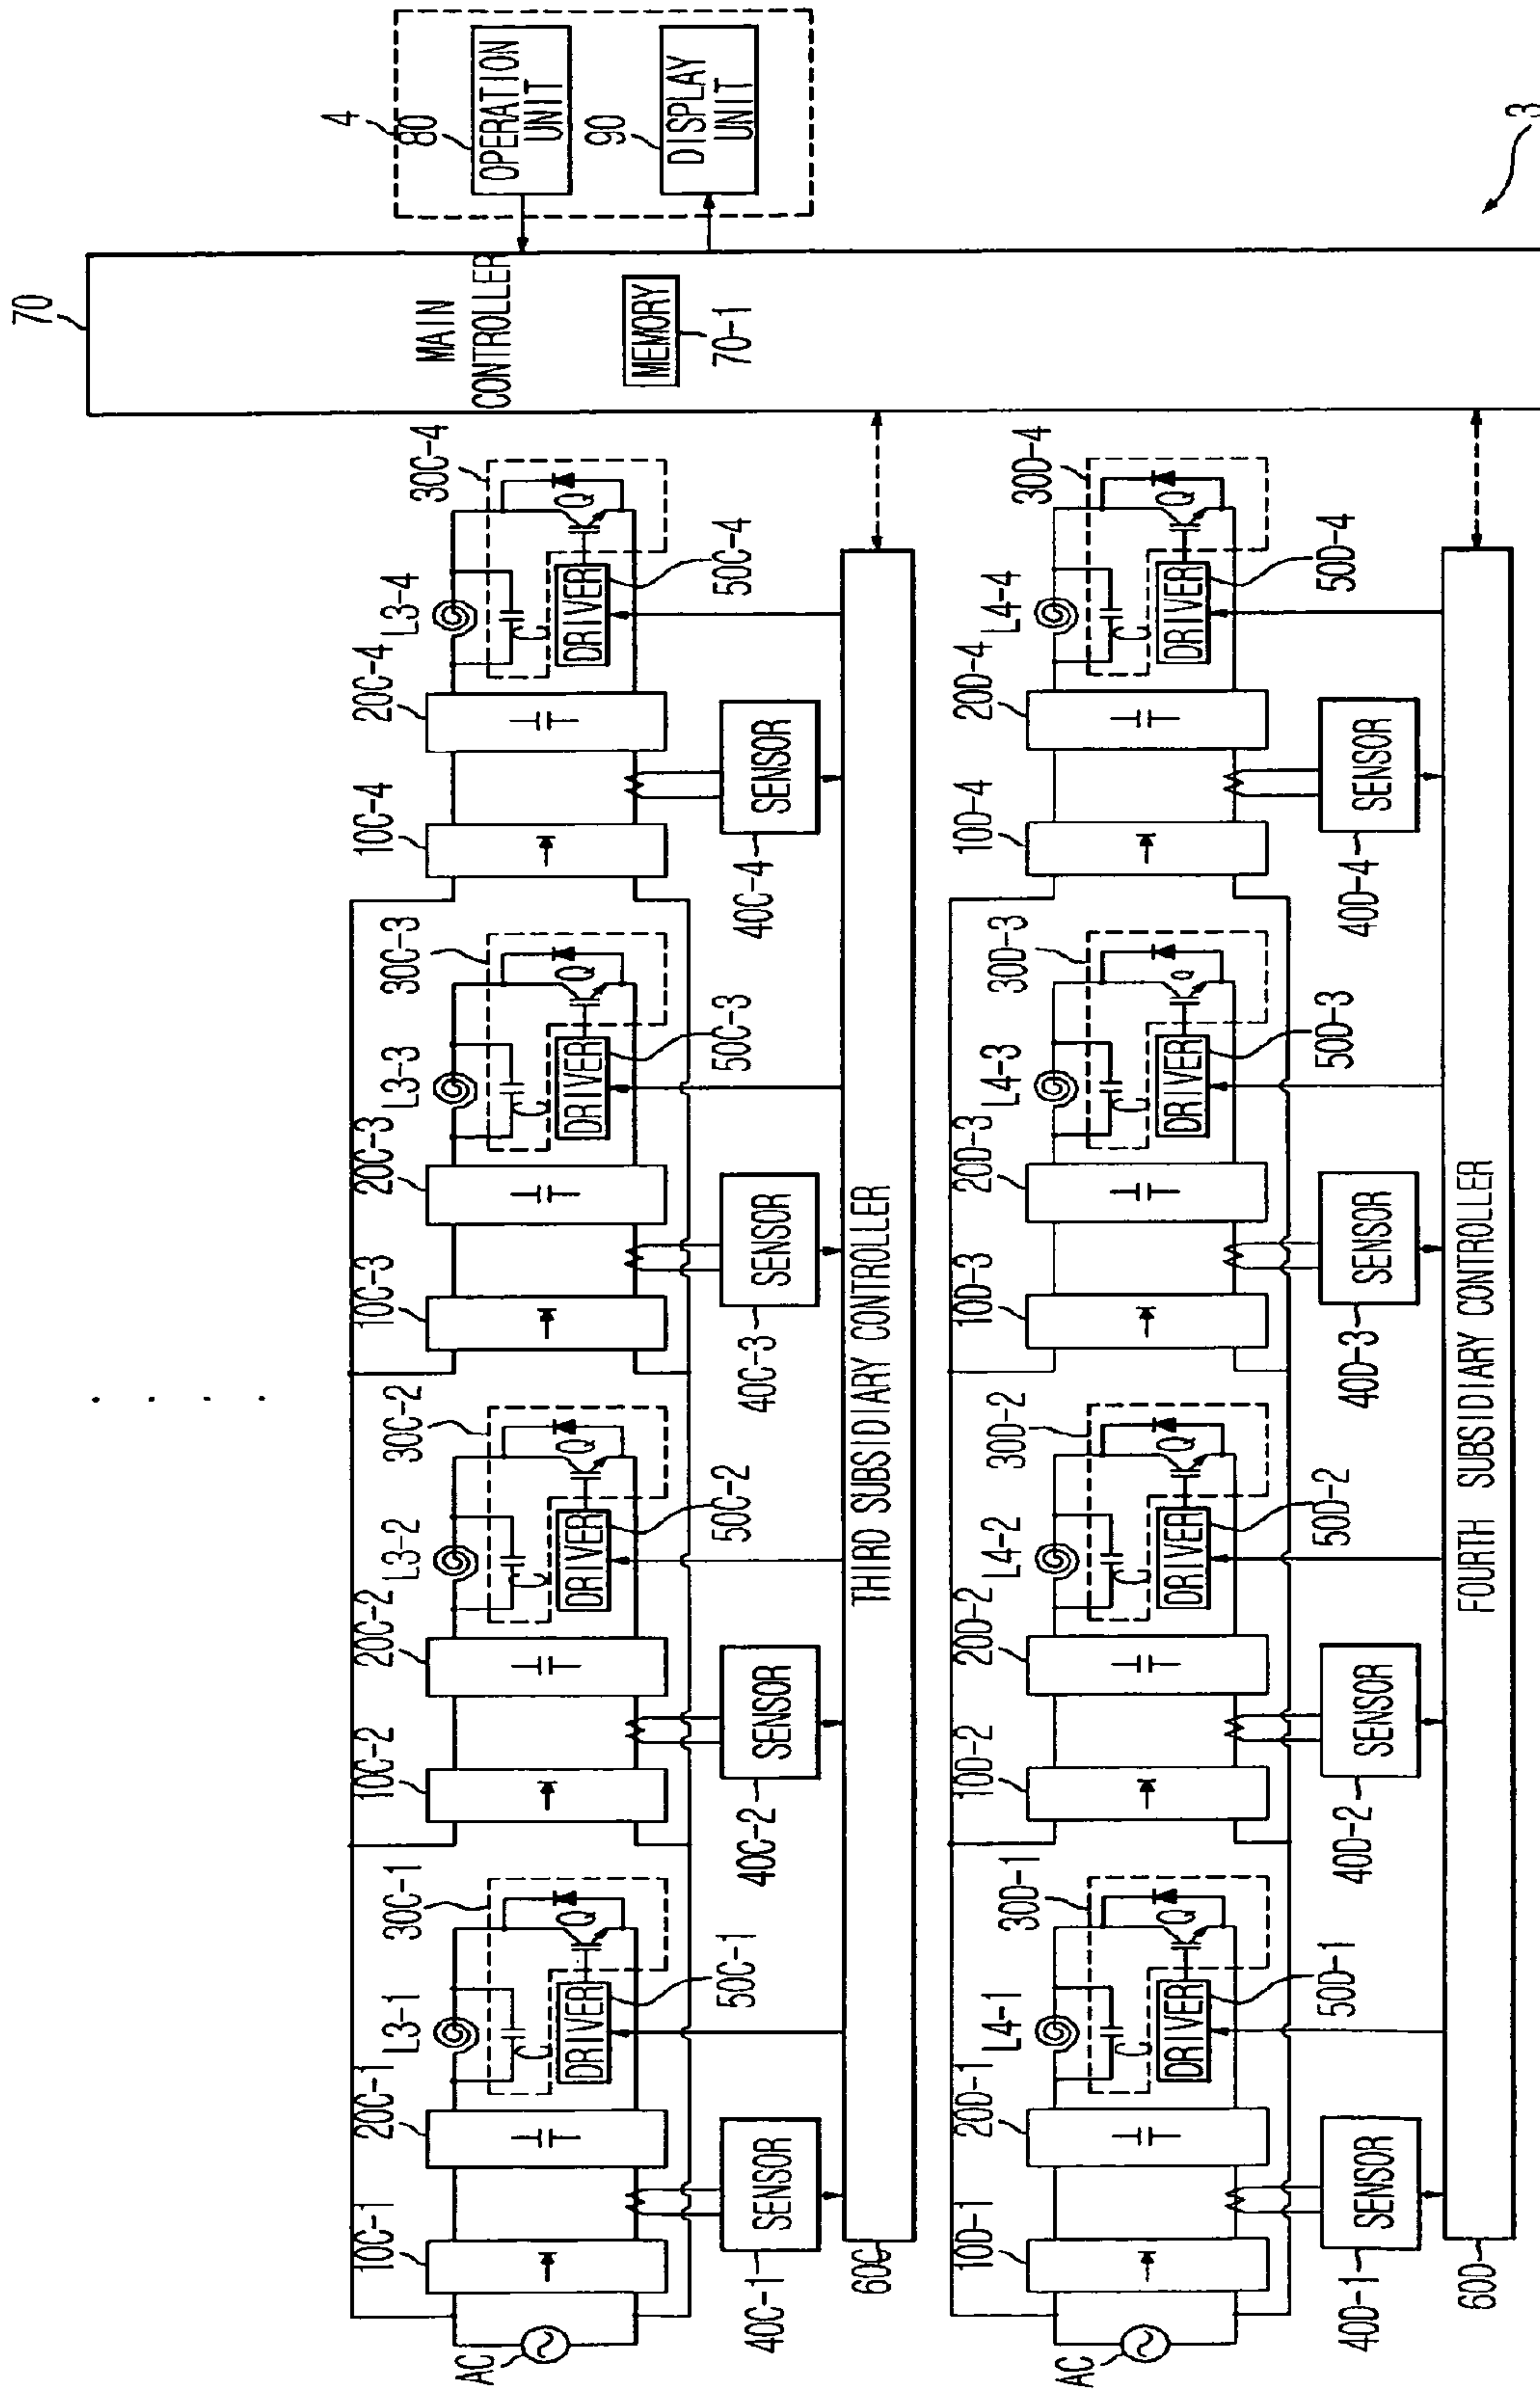 AC
10C-1
20C-1
L3-1
30C-1
C
Q
DRIVER
50C-1
SENSOR
40C-1
10C-2
20C-2
L3-2
30C-2
C
Q
DRIVER
50C-2
SENSOR
40C-2
10C-3
20C-3
L3-3
30C-3
C
Q
DRIVER
50C-3
SENSOR
40C-3
10C-4
20C-4
L3-4
30C-4
C
Q
DRIVER
50C-4
SENSOR
40C-4
60C
THIRD SUBSIDIARY CONTROLLER
AC
10D-1
20D-1
L4-1
30D-1
C
Q
DRIVER
50D-1
SENSOR
40D-1
10D-2
20D-2
L4-2
30D-2
C
Q
DRIVER
50D-2
SENSOR
40D-2
10D-3
20D-3
L4-3
30D-3
C
Q
DRIVER
50D-3
SENSOR
40D-3
10D-4
20D-4
L4-4
30D-4
C
Q
DRIVER
50D-4
SENSOR
40D-4
60D
FOURTH SUBSIDIARY CONTROLLER
70
MAIN
CONTROLLER
MEMORY
70-1
4
80
OPERATION
UNIT
90
DISPLAY
UNIT
3